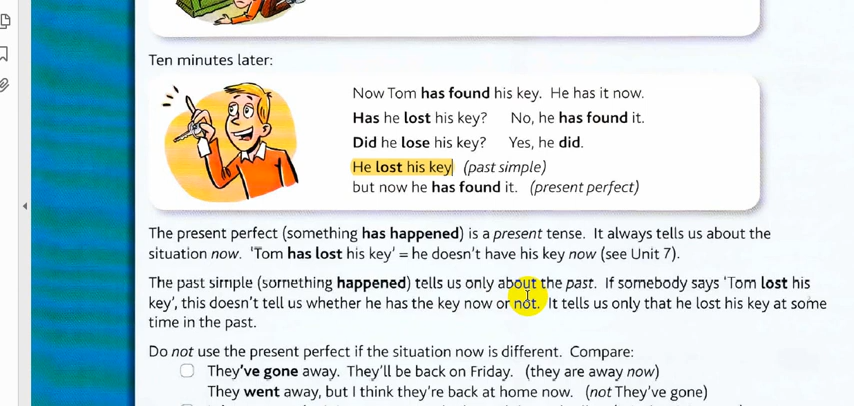 Ten minutes later:
Now Tom has found his key. He has it now.
Has he lost his key? No, he has found it.
Did he lose his key? Yes, he did.
He lost his key (past simple)
but now he has found it. (present perfect)
The present perfect (something has happened) is a present tense. It always tells us about the
situation now. 'Tom has lost his key' = he doesn't have his key now (see Unit 7).
The past simple (something happened) tells us only about the past. If somebody says 'Tom lost his
key', this doesn't tell us whether he has the key now or not. It tells us only that he lost his key at some
time in the past.
Do not use the present perfect if the situation now is different. Compare:
They've gone away. They'll be back on Friday. (they are away now)
They went away, but I think they're back at home now. (not They've gone)